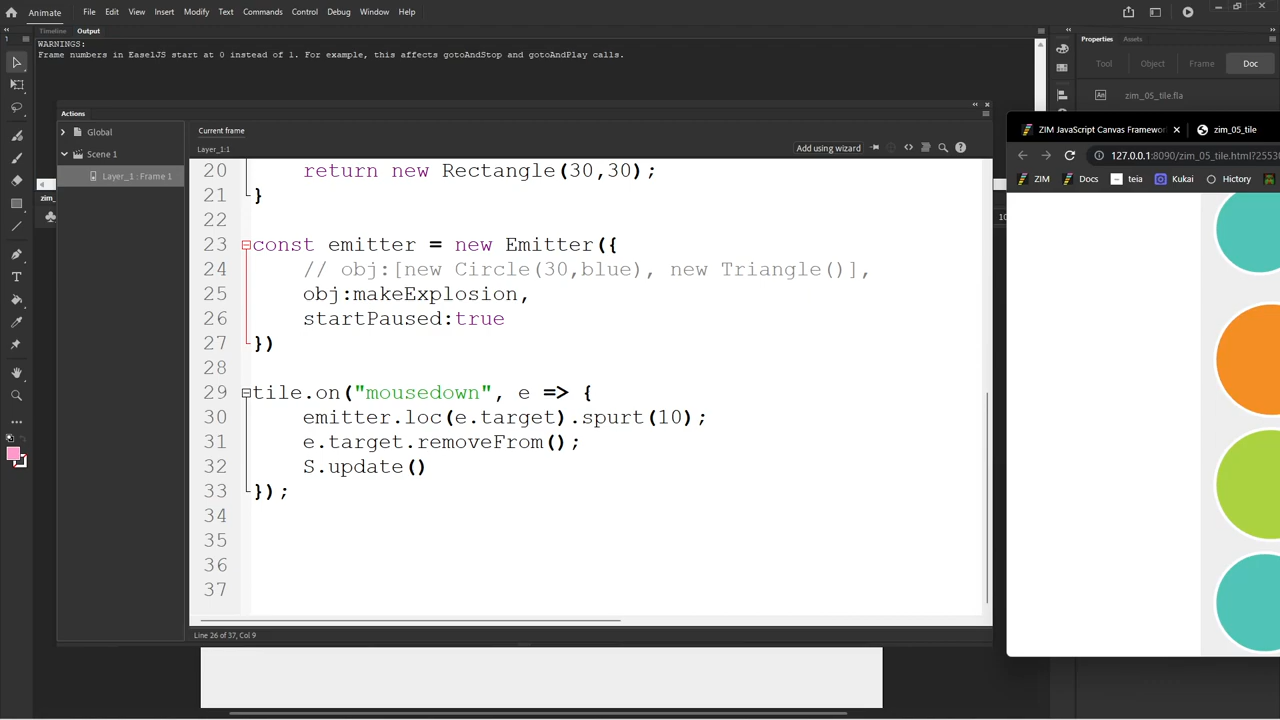 Animate File Edit View Insert Modify Text Commands Control Debug Window Help
Timeline Output
Properties Assets
WARNINGS:
Frame numbers in EaselJS start at 0 instead of 1. For example, this affects gotoAndStop and gotoAndPlay calls.
Tool Object Frame Doc
An zim_05_tile.fla
Actions
Global
Scene 1
Layer_1 : Frame 1
Current frame
Layer_1:1
Add using wizard
20 return new Rectangle(30,30);
21 }
22
23 const emitter = new Emitter({
24 // obj:[new Circle(30,blue), new Triangle()],
25 obj:makeExplosion,
26 startPaused:true
27 })
28
29 tile.on("mousedown", e => {
30 emitter.loc(e.target).spurt(10);
31 e.target.removeFrom();
32 S.update()
33 });
34
35
36
37
Line 26 of 37, Col 9
ZIM JavaScript Canvas Framewor
zim_05_tile
127.0.0.1:8090/zim_05_tile.html?25530
ZIM Docs teia Kukai Hictory
zim_
10